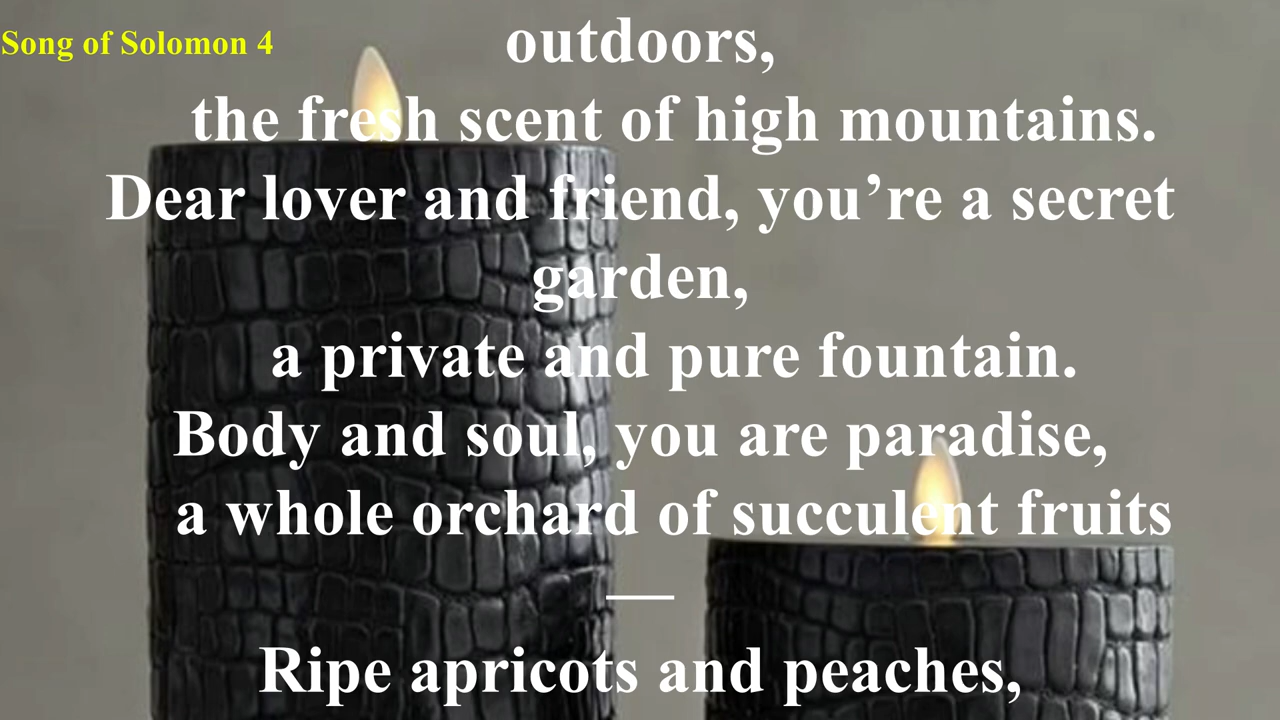 Song of Solomon 4
outdoors,
the fresh scent of high mountains.
Dear lover and friend, you’re a secret
garden,
a private and pure fountain.
Body and soul, you are paradise,
a whole orchard of succulent fruits
—
Ripe apricots and peaches,